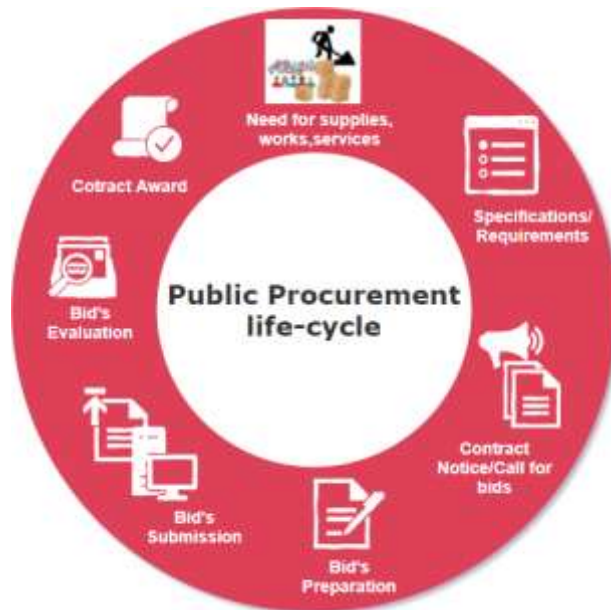 Need for supplies,
works,services
Specifications/
Requirements
Contract
Notice/Call for
bids
Bid's
Preparation
Bid's
Submission
Bid's
Evaluation
Cotract Award
Public Procurement
life-cycle